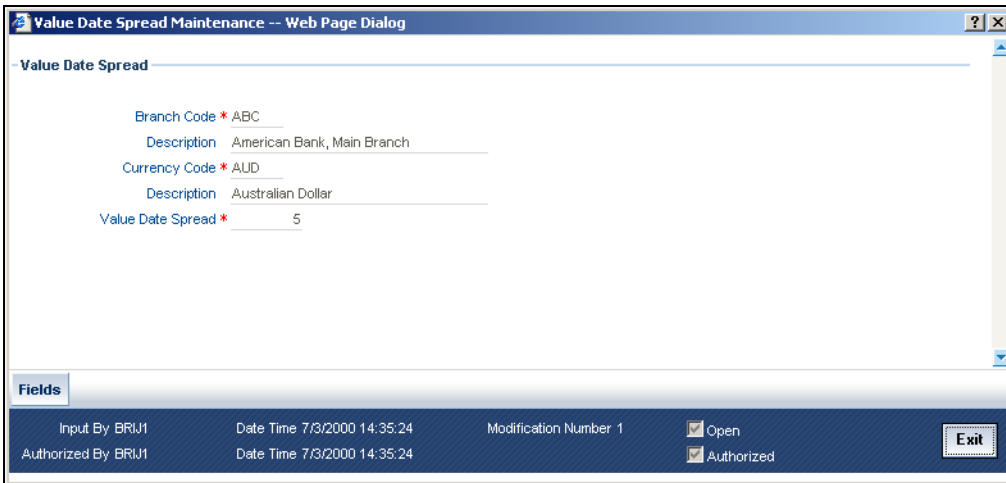 Value Date Spread Maintenance -- Web Page Dialog ? X
Value Date Spread
Branch Code * ABC
Description American Bank, Main Branch
Currency Code * AUD
Description Australian Dollar
Value Date Spread * 5
Fields
Input By BRIJ1 Date Time 7/3/2000 14:35:24 Modification Number 1 Open
Authorized By BRIJ1 Date Time 7/3/2000 14:35:24 Authorized
Exit